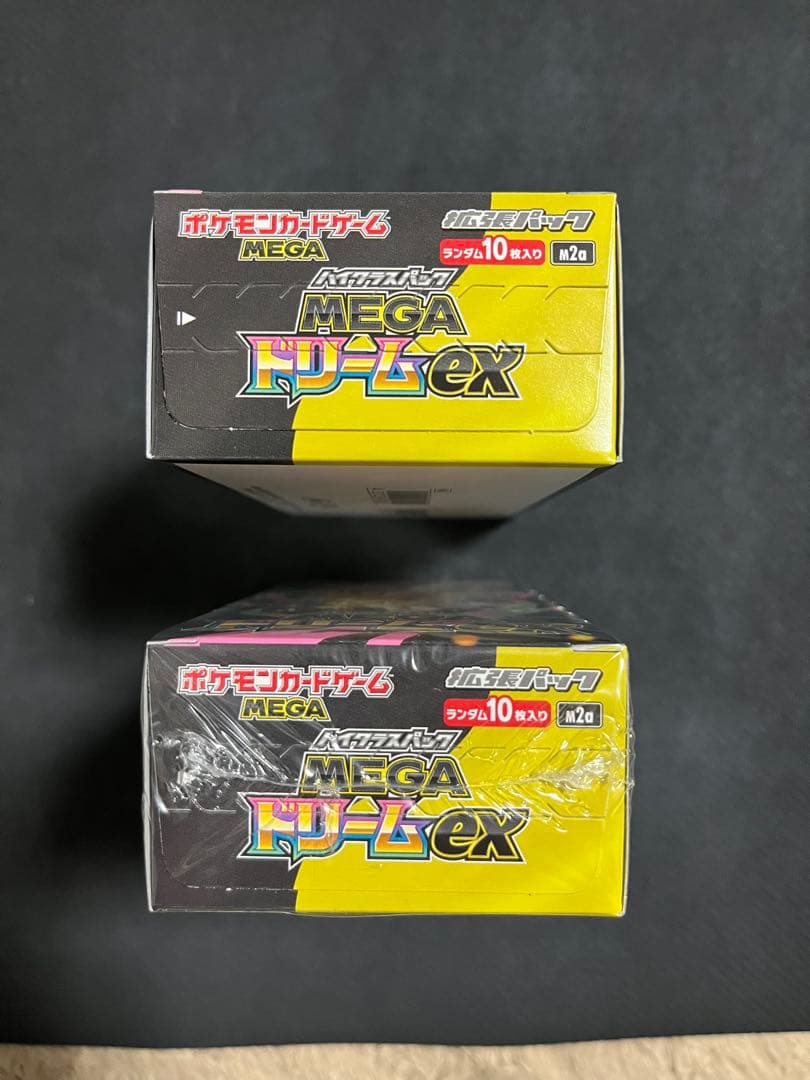 ポケモンカードゲーム
MEGA
拡張パック
ランダム10枚入り M2a
ハイクラスパック
MEGA
ドリームex
ポケモンカードゲーム
MEGA
拡張パック
ランダム10枚入り M2a
ハイクラスパック
MEGA
ドリームex